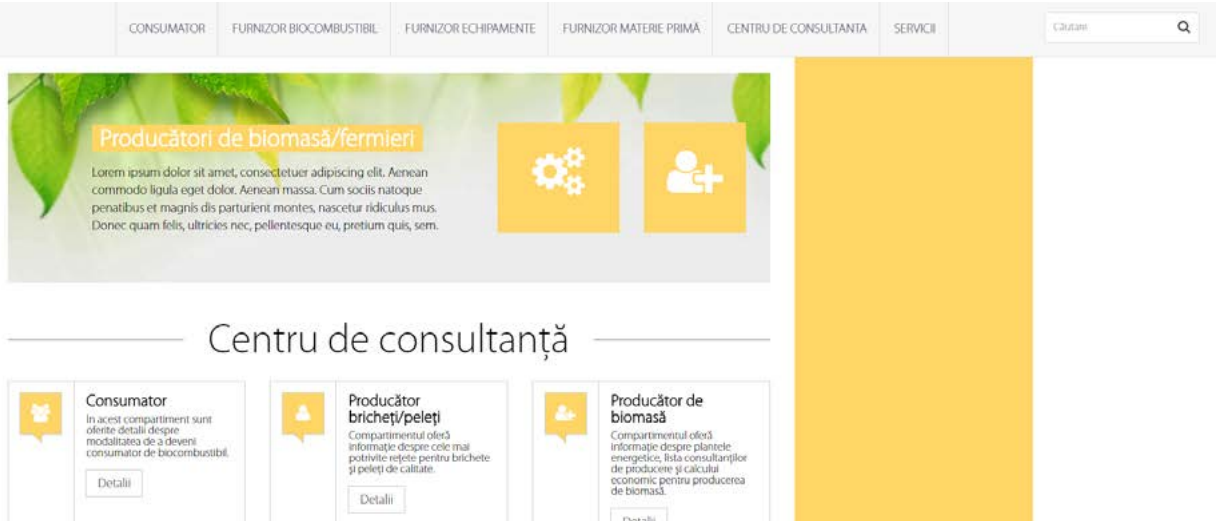 CONSUMATOR FURNIZOR BIOCOMBUSTIBIL FURNIZOR ECHIPAMENTE FURNIZOR MATERIE PRIMĂ CENTRU DE CONSULTANTA SERVICII Căutare
Producători de biomasă/fermieri
Lorem ipsum dolor sit amet, consectetuer adipiscing elit. Aenean
commodo ligula eget dolor. Aenean massa. Cum sociis natoque
penatibus et magnis dis parturient montes, nascetur ridiculus mus.
Donec quam felis, ultricies nec, pellentesque eu, pretium quis, sem.
Centru de consultanță
Consumator
In acest compartiment sunt
oferite detalii despre
modalitatea de a deveni
consumator de biocombustibil.
Detalii
Producător
bricheți/peleți
Compartimentul oferă
informație despre cele mai
potrivite rețete pentru brichete
și peleți de calitate.
Detalii
Producător de
biomasă
Compartimentul oferă
informație despre plantele
energetice, lista consultanților
de producere și calcului
economic pentru producerea
de biomasă.
Detalii